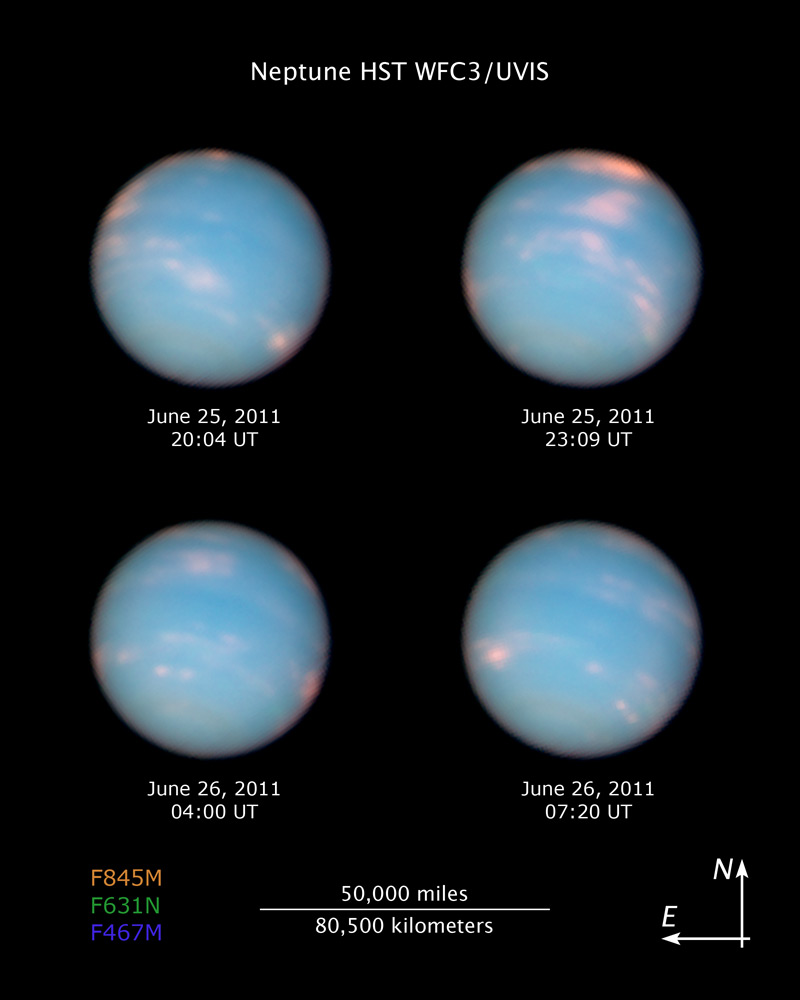 Neptune HST WFC3/UVIS
June 25, 2011
20:04 UT
June 25, 2011
23:09 UT
June 26, 2011
04:00 UT
June 26, 2011
07:20 UT
F845M
F631N
F467M
50,000 miles
80,500 kilometers
N
E